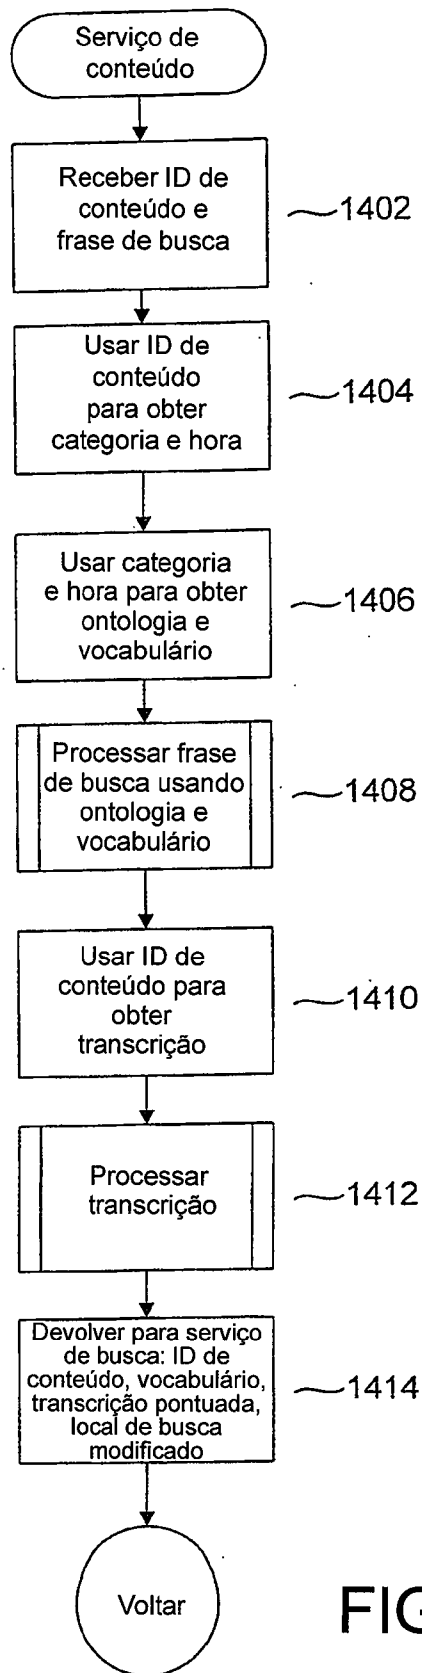 Serviço de
conteúdo
Receber ID de
conteúdo e
frase de busca
1402
Usar ID de
conteúdo
para obter
categoria e hora
1404
Usar categoria
e hora para obter
ontologia e
vocabulário
1406
Processar frase
de busca usando
ontologia e
vocabulário
1408
Usar ID de
conteúdo para
obter
transcrição
1410
Processar
transcrição
1412
Devolver para serviço
de busca: ID de
conteúdo, vocabulário,
transcrição pontuada,
local de busca
modificado
1414
Voltar
FIG